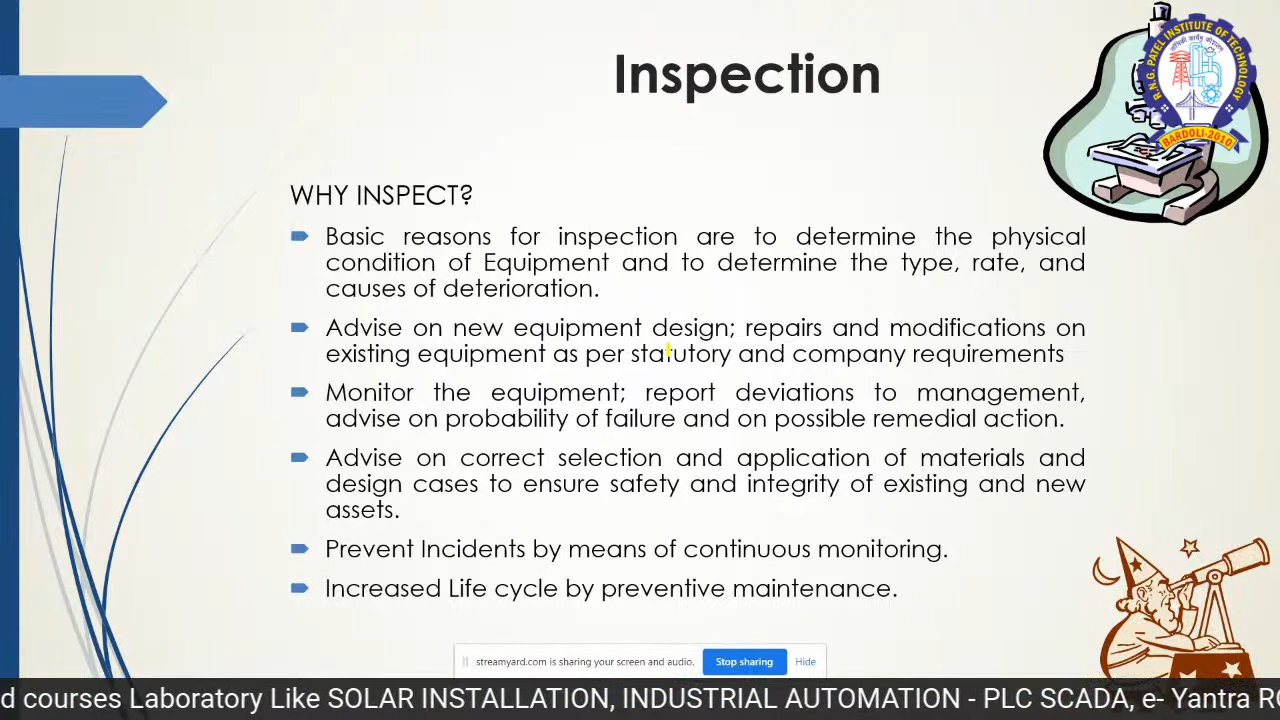 Inspection
R.N.G. PATEL INSTITUTE OF TECHNOLOGY
BARDOLI-2010
WHY INSPECT?
Basic reasons for inspection are to determine the physical
condition of Equipment and to determine the type, rate, and
causes of deterioration.
Advise on new equipment design; repairs and modifications on
existing equipment as per statutory and company requirements
Monitor the equipment; report deviations to management,
advise on probability of failure and on possible remedial action.
Advise on correct selection and application of materials and
design cases to ensure safety and integrity of existing and new
assets.
Prevent Incidents by means of continuous monitoring.
Increased Life cycle by preventive maintenance.
streamyard.com is sharing your screen and audio. Stop sharing Hide
d courses Laboratory Like SOLAR INSTALLATION, INDUSTRIAL AUTOMATION - PLC SCADA, e- Yantra R